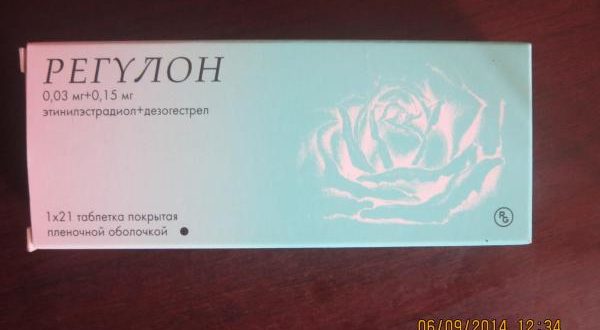 РЕГУЛОН
0,03 мг+0,15 мг
этинилэстрадиол+дезогестрел
1x21 таблетка покрытая
пленочной оболочкой
RG
06/09/2014 12:34